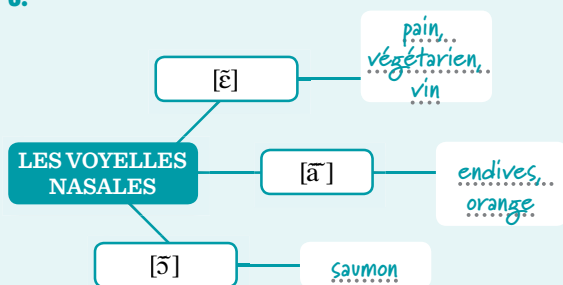 pain,
végétarien,
vin
[ɛ̃]
LES VOYELLES
NASALES
[ã]
endives,
orange
[ɔ̃]
saumon